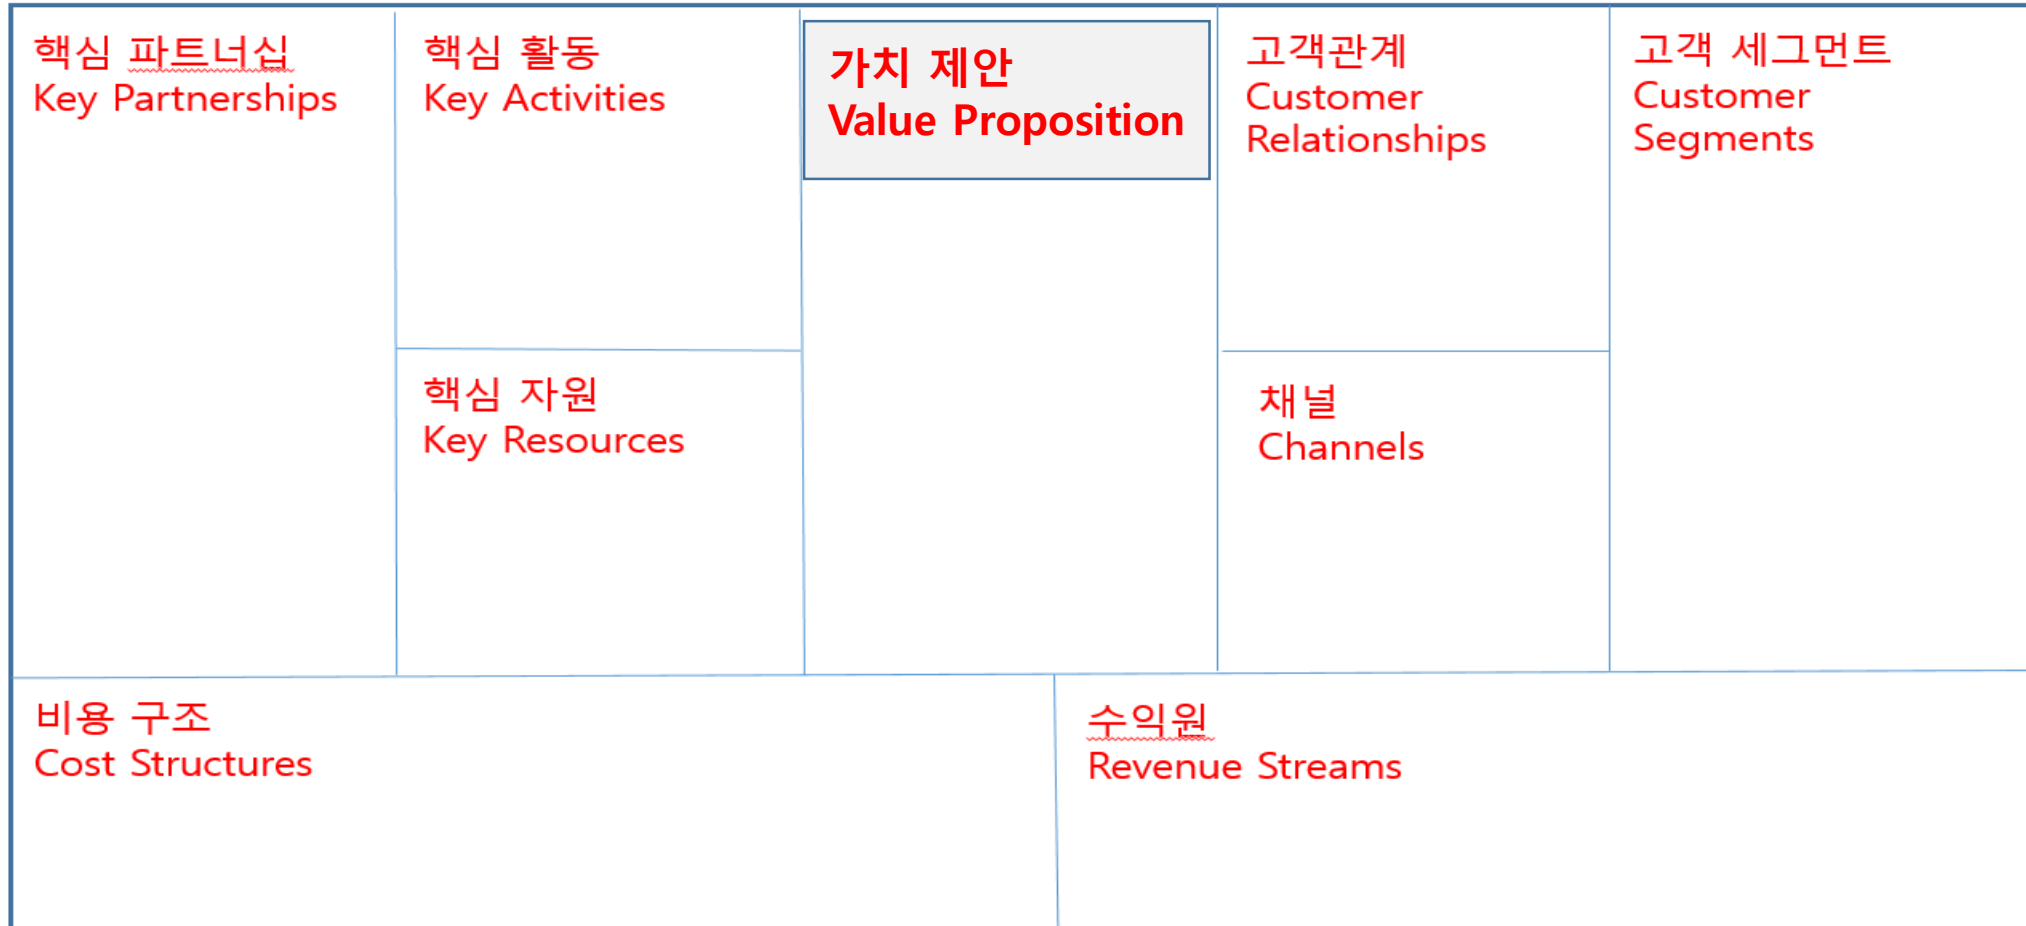 핵심 파트너십
Key Partnerships
핵심 활동
Key Activities
핵심 자원
Key Resources
가치 제안
Value Proposition
고객관계
Customer
Relationships
채널
Channels
고객 세그먼트
Customer
Segments
비용 구조
Cost Structures
수익원
Revenue Streams